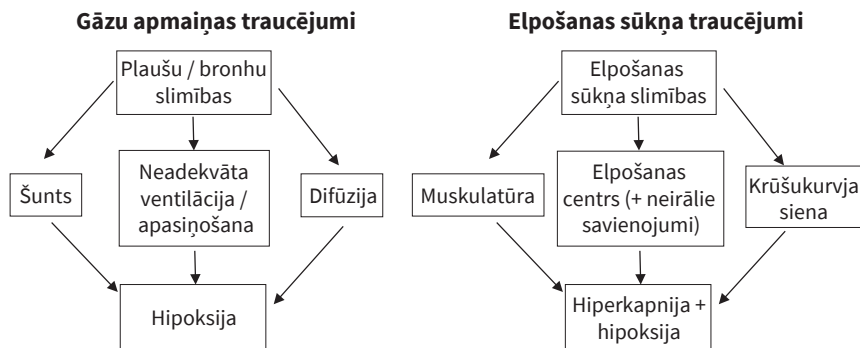 Gāzu apmaiņas traucējumi
Plaušu / bronhu
slimības
Šunts
Neadekvāta
ventilācija /
apasiņošana
Difūzija
Hipoksija
Elpošanas sūkņa traucējumi
Elpošanas
sūkņa slimības
Muskulatūra
Elpošanas
centrs (+ neirālie
savienojumi)
Krūšukurvja
siena
Hiperkapnija +
hipoksija